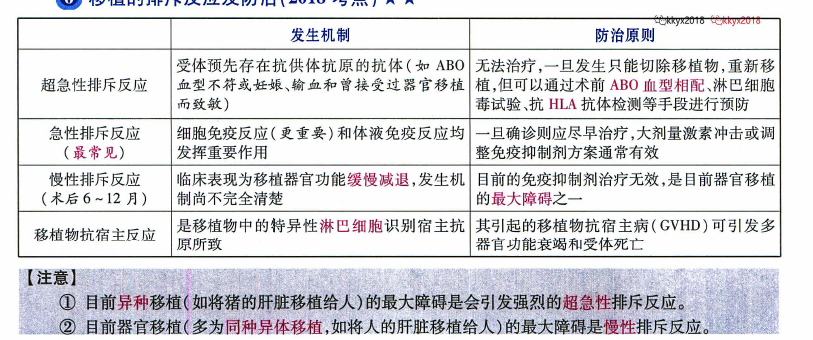 移植的排斥反应及防治(2018考点)★★
kkyx2018 kkyx2018
发生机制 防治原则
超急性排斥反应
受体预先存在抗供体抗原的抗体(如 ABO
血型不符或妊娠、输血和曾接受过器官移植
而致敏)
无法治疗,一旦发生只能切除移植物,重新移
植,但可以通过术前 ABO 血型相配、淋巴细胞
毒试验、抗 HLA 抗体检测等手段进行预防
急性排斥反应
(最常见)
细胞免疫反应(更重要)和体液免疫反应均
发挥重要作用
一旦确诊则应尽早治疗,大剂量激素冲击或调
整免疫抑制剂方案通常有效
慢性排斥反应
(术后 6~12 月)
临床表现为移植器官功能缓慢减退,发生机
制尚不完全清楚
目前的免疫抑制剂治疗无效,是目前器官移植
的最大障碍之一
移植物抗宿主反应
是移植物中的特异性淋巴细胞识别宿主抗
原所致
其引起的移植物抗宿主病(GVHD)可引发多
器官功能衰竭和受体死亡
【注意】
① 目前异种移植(如将猪的肝脏移植给人)的最大障碍是会引发强烈的超急性排斥反应。
② 目前器官移植(多为同种异体移植,如将人的肝脏移植给人)的最大障碍是慢性排斥反应。